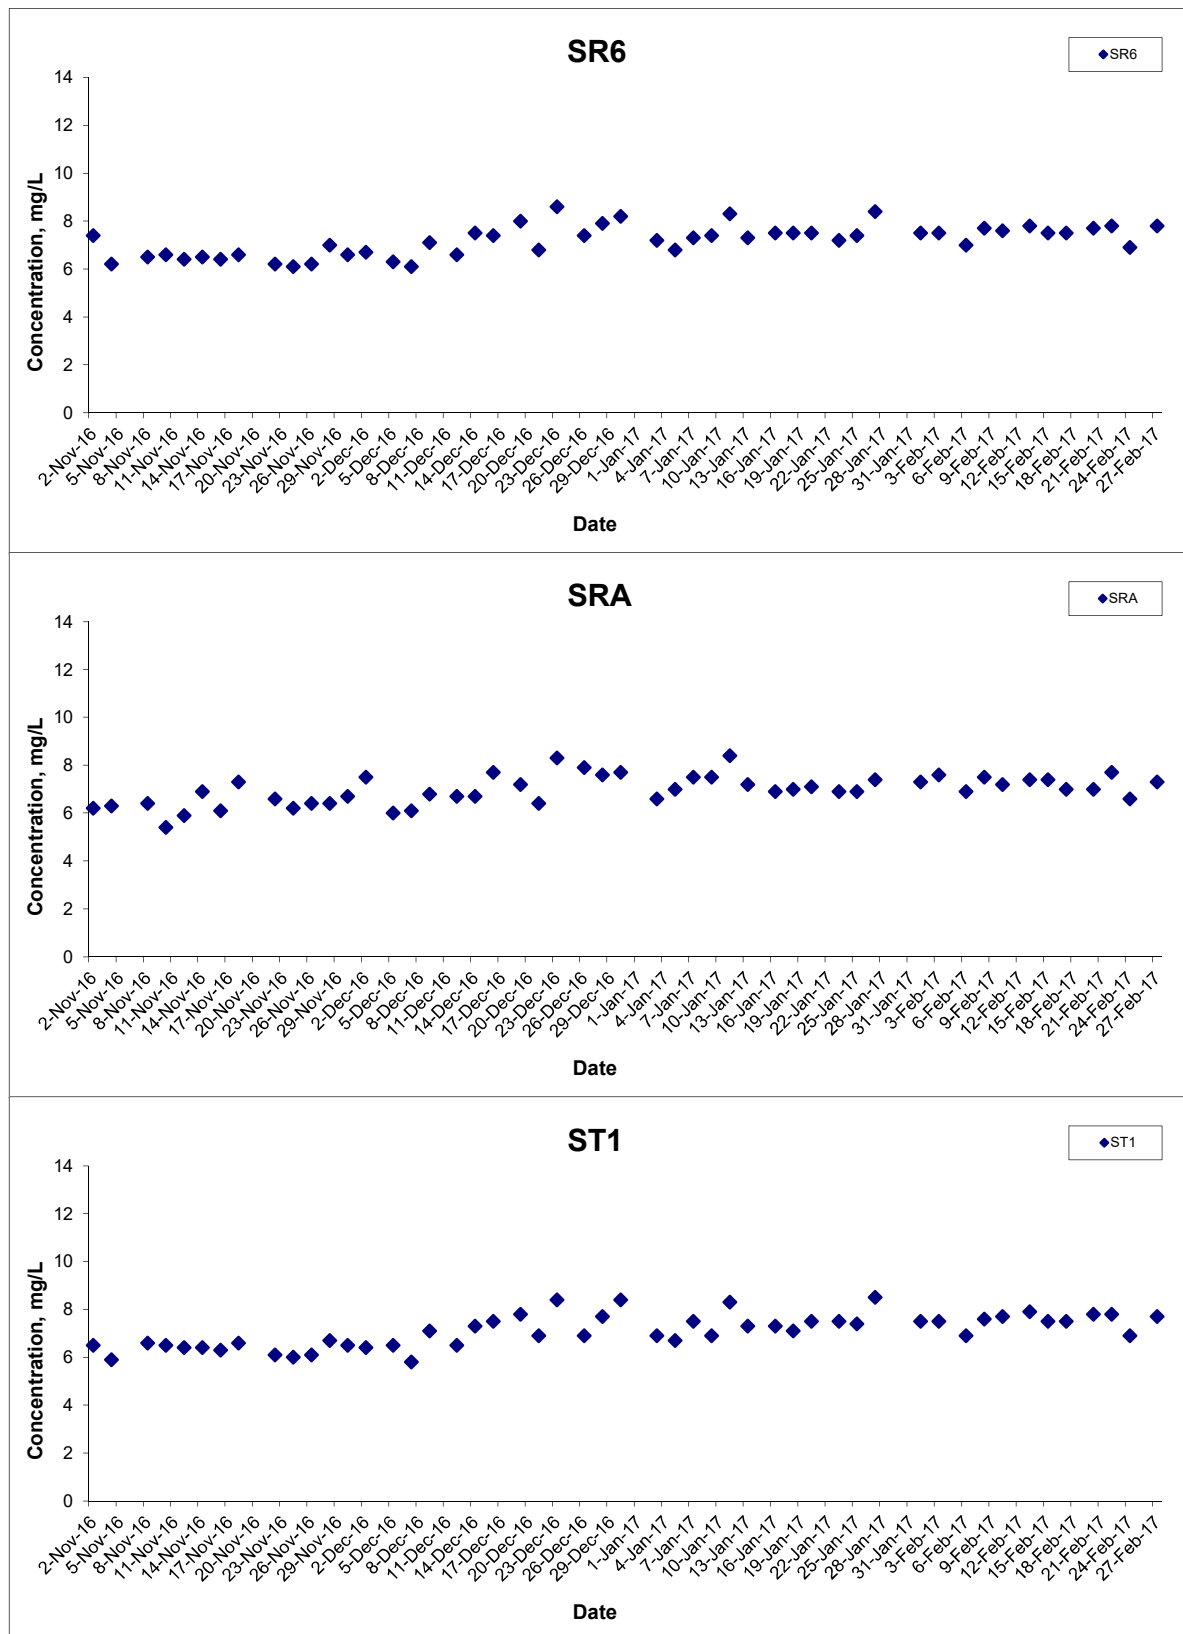 SR6
SR6
14
12
10
8
6
4
2
0
Concentration, mg/L
2-Nov-16
5-Nov-16
8-Nov-16
11-Nov-16
14-Nov-16
17-Nov-16
20-Nov-16
23-Nov-16
26-Nov-16
29-Nov-16
2-Dec-16
5-Dec-16
8-Dec-16
11-Dec-16
14-Dec-16
17-Dec-16
20-Dec-16
23-Dec-16
26-Dec-16
29-Dec-16
1-Jan-17
4-Jan-17
7-Jan-17
10-Jan-17
13-Jan-17
16-Jan-17
19-Jan-17
22-Jan-17
25-Jan-17
28-Jan-17
31-Jan-17
3-Feb-17
6-Feb-17
9-Feb-17
12-Feb-17
15-Feb-17
18-Feb-17
21-Feb-17
24-Feb-17
27-Feb-17
Date
SRA
SRA
14
12
10
8
6
4
2
0
Concentration, mg/L
2-Nov-16
5-Nov-16
8-Nov-16
11-Nov-16
14-Nov-16
17-Nov-16
20-Nov-16
23-Nov-16
26-Nov-16
29-Nov-16
2-Dec-16
5-Dec-16
8-Dec-16
11-Dec-16
14-Dec-16
17-Dec-16
20-Dec-16
23-Dec-16
26-Dec-16
29-Dec-16
1-Jan-17
4-Jan-17
7-Jan-17
10-Jan-17
13-Jan-17
16-Jan-17
19-Jan-17
22-Jan-17
25-Jan-17
28-Jan-17
31-Jan-17
3-Feb-17
6-Feb-17
9-Feb-17
12-Feb-17
15-Feb-17
18-Feb-17
21-Feb-17
24-Feb-17
27-Feb-17
Date
ST1
ST1
14
12
10
8
6
4
2
0
Concentration, mg/L
2-Nov-16
5-Nov-16
8-Nov-16
11-Nov-16
14-Nov-16
17-Nov-16
20-Nov-16
23-Nov-16
26-Nov-16
29-Nov-16
2-Dec-16
5-Dec-16
8-Dec-16
11-Dec-16
14-Dec-16
17-Dec-16
20-Dec-16
23-Dec-16
26-Dec-16
29-Dec-16
1-Jan-17
4-Jan-17
7-Jan-17
10-Jan-17
13-Jan-17
16-Jan-17
19-Jan-17
22-Jan-17
25-Jan-17
28-Jan-17
31-Jan-17
3-Feb-17
6-Feb-17
9-Feb-17
12-Feb-17
15-Feb-17
18-Feb-17
21-Feb-17
24-Feb-17
27-Feb-17
Date